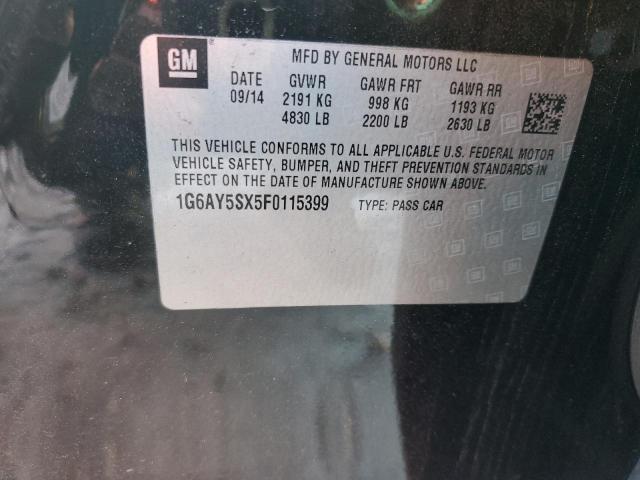 GM
MFD BY GENERAL MOTORS LLC
DATE GVWR GAWR FRT GAWR RR
09/14 2191 KG 998 KG 1193 KG
4830 LB 2200 LB 2630 LB
THIS VEHICLE CONFORMS TO ALL APPLICABLE U.S. FEDERAL MOTOR
VEHICLE SAFETY, BUMPER, AND THEFT PREVENTION STANDARDS IN
EFFECT ON THE DATE OF MANUFACTURE SHOWN ABOVE.
1G6AY5SX5F0115399 TYPE: PASS CAR